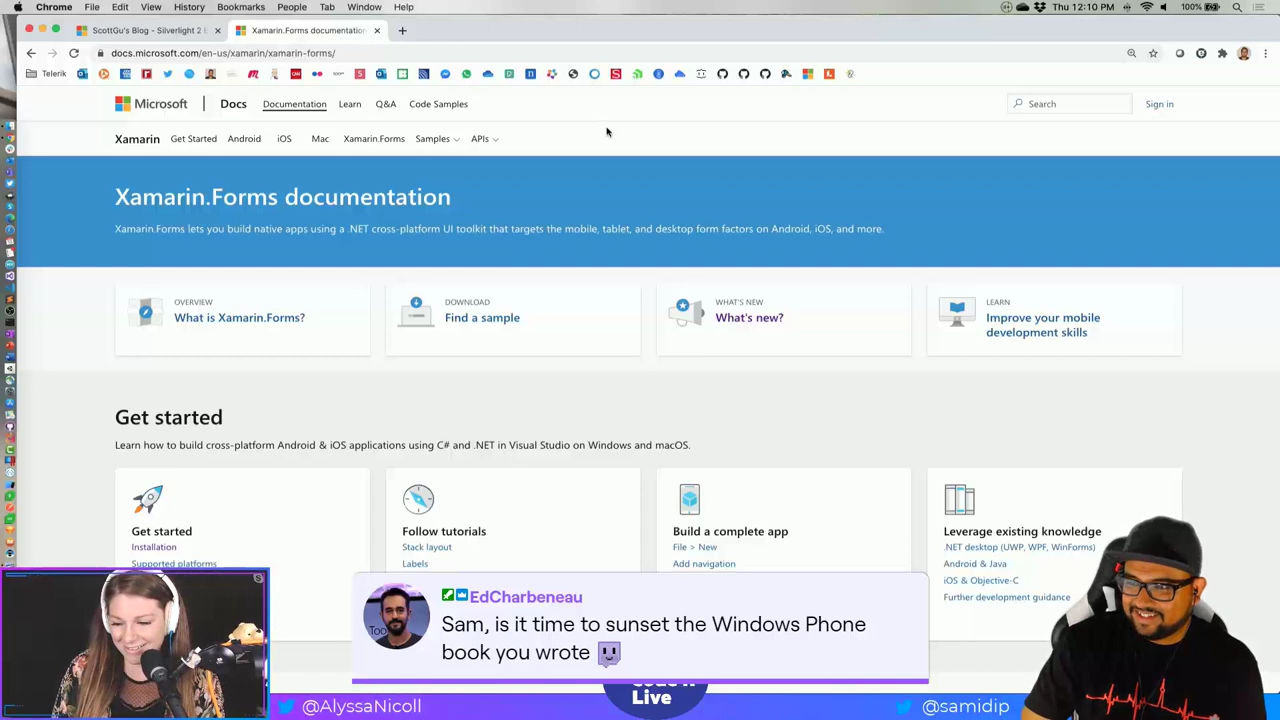 Chrome File Edit View History Bookmarks People Tab Window Help
100% Thu 12:10 PM
ScottGu's Blog - Silverlight 2 E
Xamarin.Forms documentation
docs.microsoft.com/en-us/xamarin/xamarin-forms/
Telerik
Microsoft Docs Documentation Learn Q&A Code Samples
Search
Sign in
Xamarin Get Started Android iOS Mac Xamarin.Forms Samples APIs
Xamarin.Forms documentation
Xamarin.Forms lets you build native apps using a .NET cross-platform UI toolkit that targets the mobile, tablet, and desktop form factors on Android, iOS, and more.
OVERVIEW
What is Xamarin.Forms?
DOWNLOAD
Find a sample
WHAT'S NEW
What's new?
LEARN
Improve your mobile
development skills
Get started
Learn how to build cross-platform Android & iOS applications using C# and .NET in Visual Studio on Windows and macOS.
Get started
Installation
Supported platforms
Follow tutorials
Stack layout
Labels
Build a complete app
File > New
Add navigation
Leverage existing knowledge
.NET desktop (UWP, WPF, WinForms)
Android & Java
iOS & Objective-C
Further development guidance
EdCharbeneau
Sam, is it time to sunset the Windows Phone
book you wrote
Live
@AlyssaNicoll
@samidip